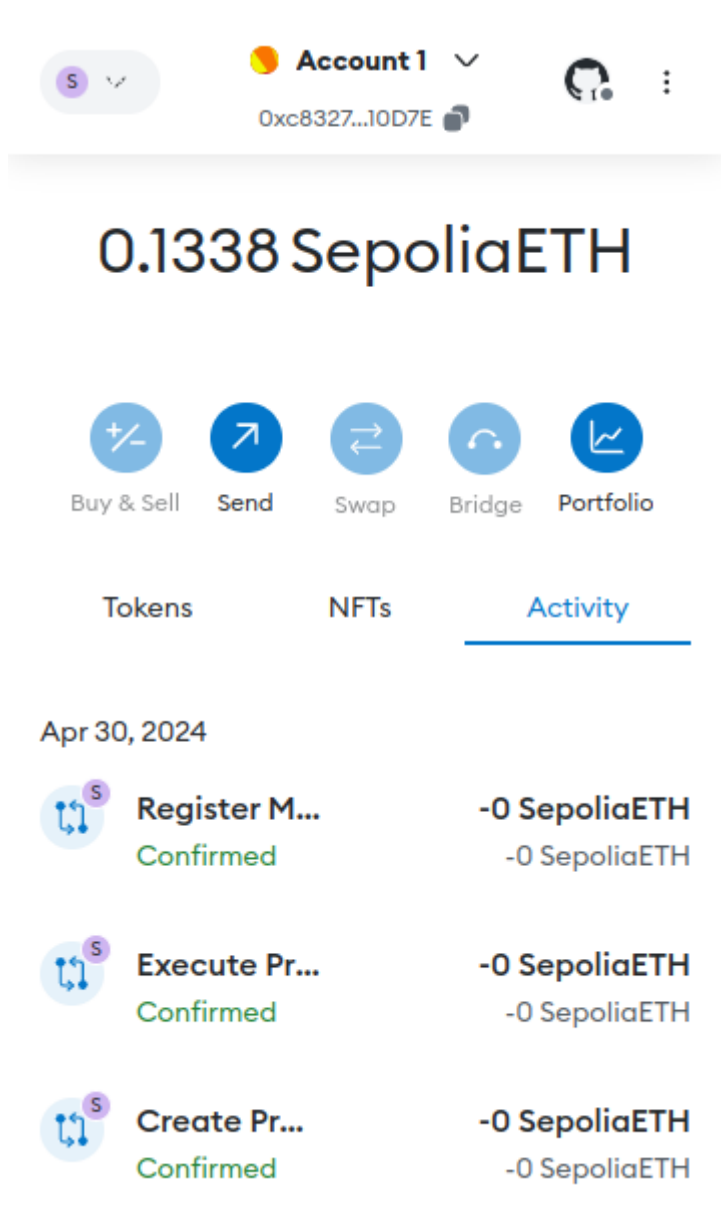 S
Account 1
0xc8327...10D7E
0.1338 SepoliaETH
Buy & Sell Send Swap Bridge Portfolio
Tokens NFTs Activity
Apr 30, 2024
S
Register M... -0 SepoliaETH
Confirmed -0 SepoliaETH
S
Execute Pr... -0 SepoliaETH
Confirmed -0 SepoliaETH
S
Create Pr... -0 SepoliaETH
Confirmed -0 SepoliaETH